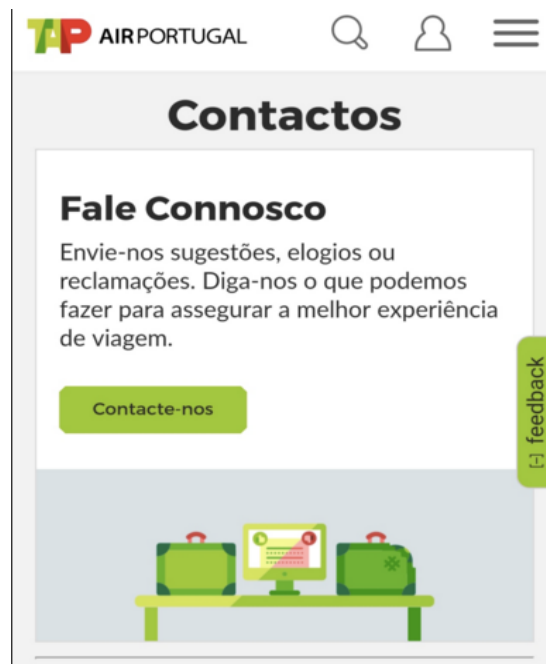 TAP AIRPORTUGAL
Contactos
Fale Connosco
Envie-nos sugestões, elogios ou
reclamações. Diga-nos o que podemos
fazer para assegurar a melhor experiência
de viagem.
Contacte-nos
[-] feedback